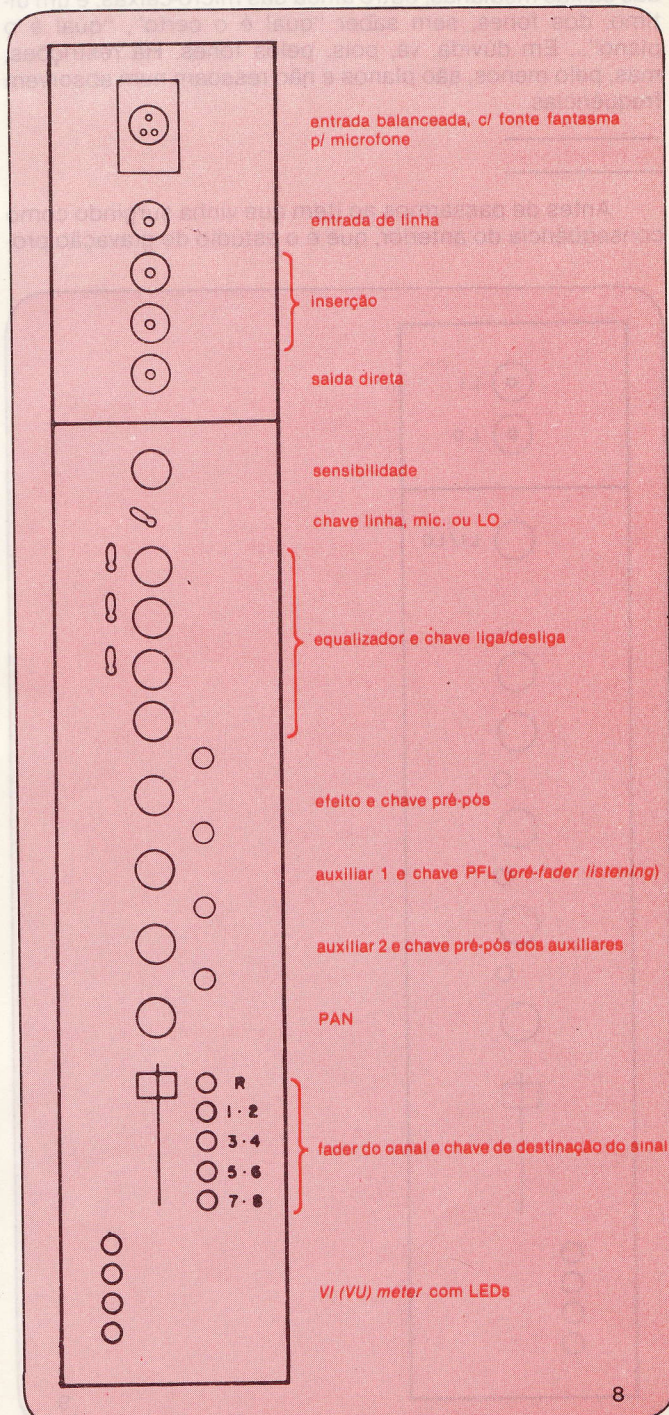 entrada balanceada, c/ fonte fantasma
p/ microfone
entrada de linha
inserção
saída direta
sensibilidade
chave linha, mic. ou LO
equalizador e chave liga/desliga
efeito e chave pré-pós
auxiliar 1 e chave PFL (pré-fader listening)
auxiliar 2 e chave pré-pós dos auxiliares
PAN
R
1·2
3·4
5·6
7·8
fader do canal e chave de destinação do sinal
VI (VU) meter com LEDs
8